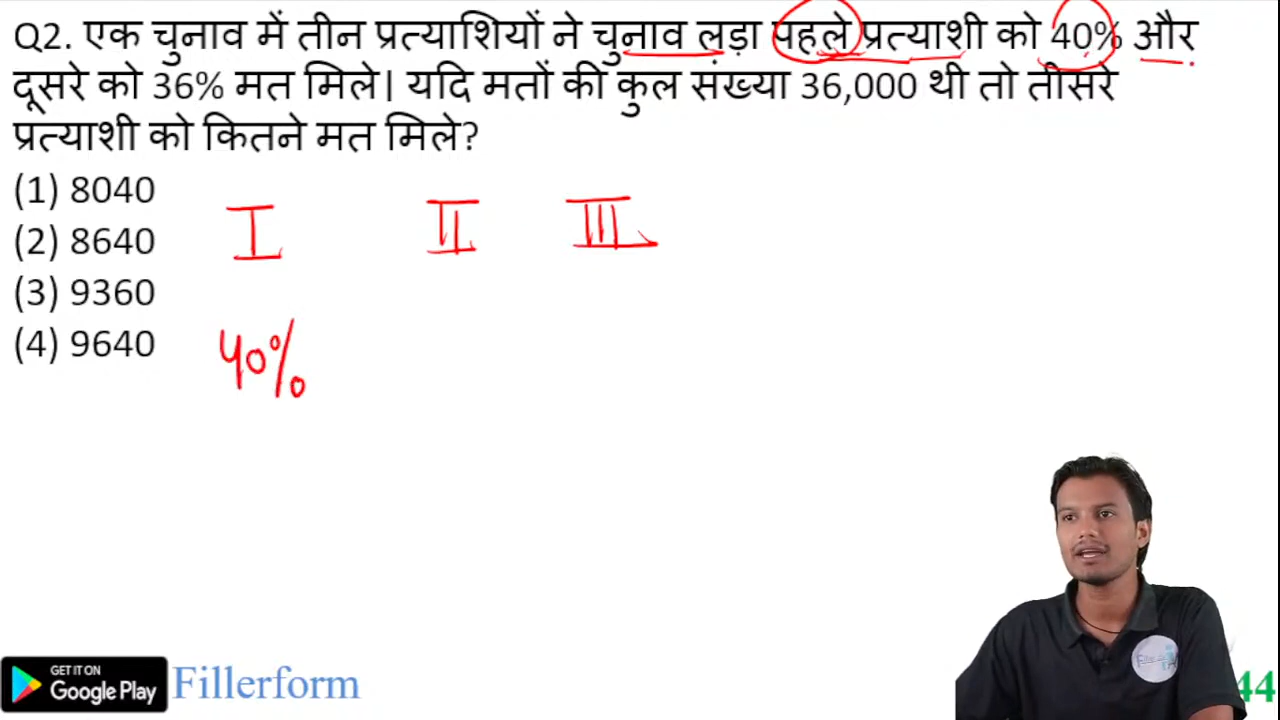 Q2. एक चुनाव में तीन प्रत्याशियों ने चुनाव लड़ा पहले प्रत्याशी को 40% और
दूसरे को 36% मत मिले। यदि मतों की कुल संख्या 36,000 थी तो तीसरे
प्रत्याशी को कितने मत मिले?
(1) 8040
(2) 8640
(3) 9360
(4) 9640
I II III
40%
GET IT ON
Google Play
Fillerform
44